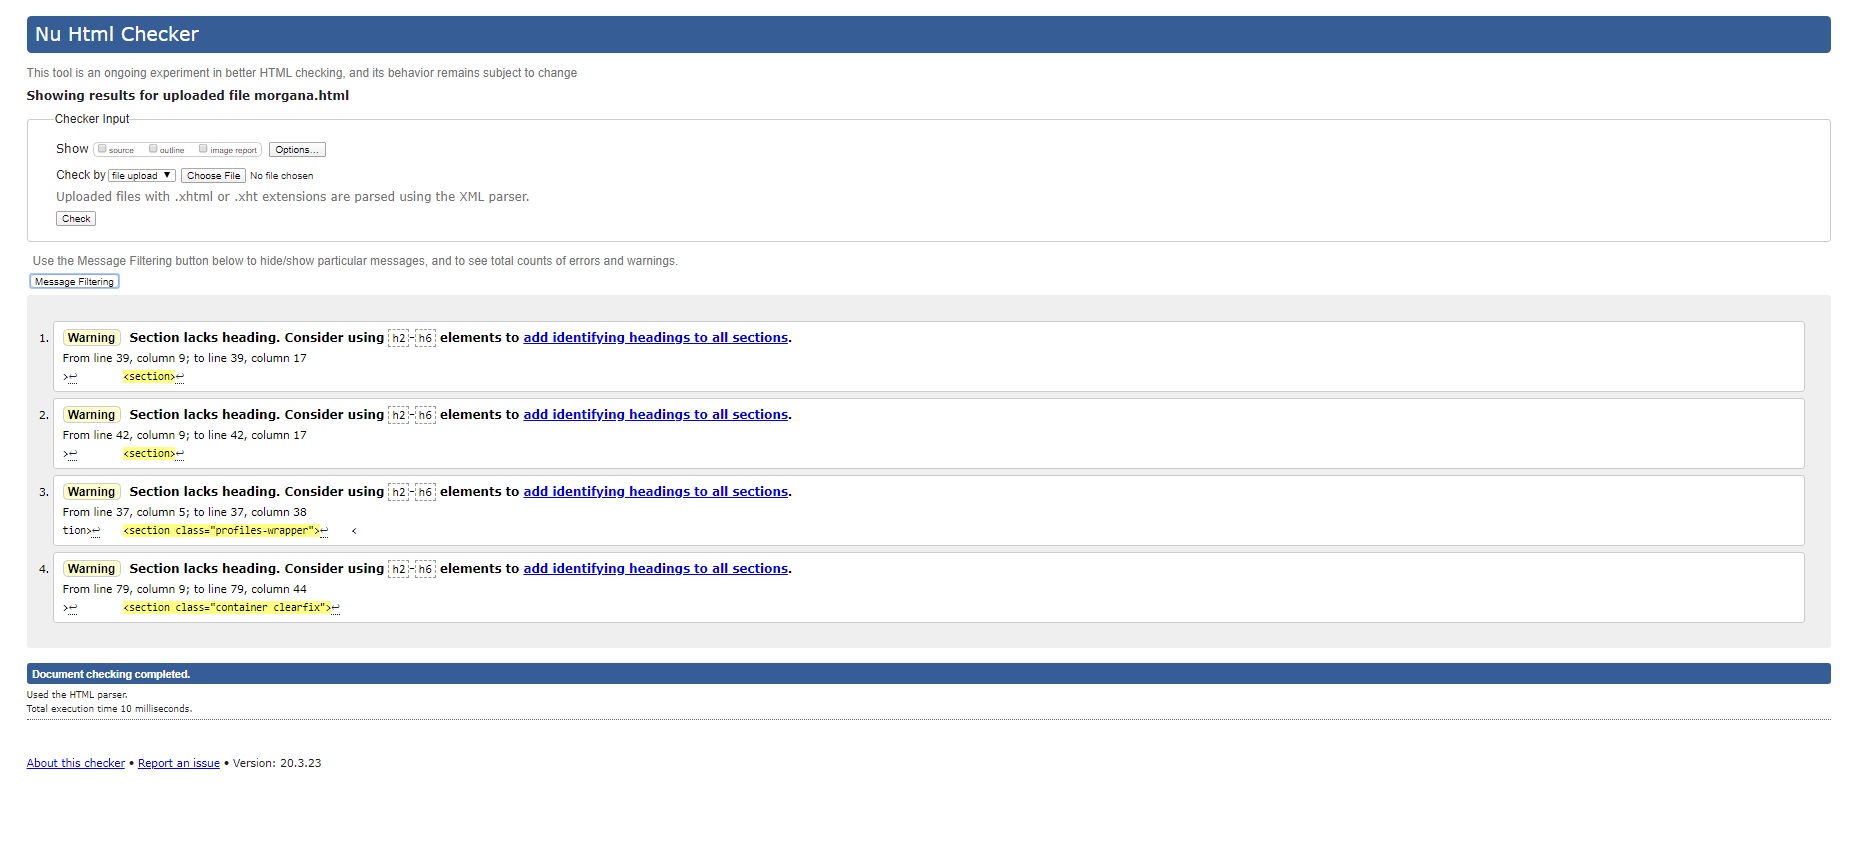 Nu Html Checker
This tool is an ongoing experiment in better HTML checking, and its behavior remains subject to change
Showing results for uploaded file morgana.html
Checker Input
Show source outline image report Options...
Check by file upload ▼ Choose File No file chosen
Uploaded files with .xhtml or .xht extensions are parsed using the XML parser.
Check
Use the Message Filtering button below to hide/show particular messages, and to see total counts of errors and warnings.
Message Filtering
1. Warning Section lacks heading. Consider using h2-h6 elements to add identifying headings to all sections.
From line 39, column 9; to line 39, column 17
>↩ <section>↩
2. Warning Section lacks heading. Consider using h2-h6 elements to add identifying headings to all sections.
From line 42, column 9; to line 42, column 17
>↩ <section>↩
3. Warning Section lacks heading. Consider using h2-h6 elements to add identifying headings to all sections.
From line 37, column 5; to line 37, column 38
tion>↩ <section class="profiles-wrapper">↩ <
4. Warning Section lacks heading. Consider using h2-h6 elements to add identifying headings to all sections.
From line 79, column 9; to line 79, column 44
>↩ <section class="container clearfix">↩
Document checking completed.
Used the HTML parser.
Total execution time 10 milliseconds.
About this checker • Report an issue • Version: 20.3.23